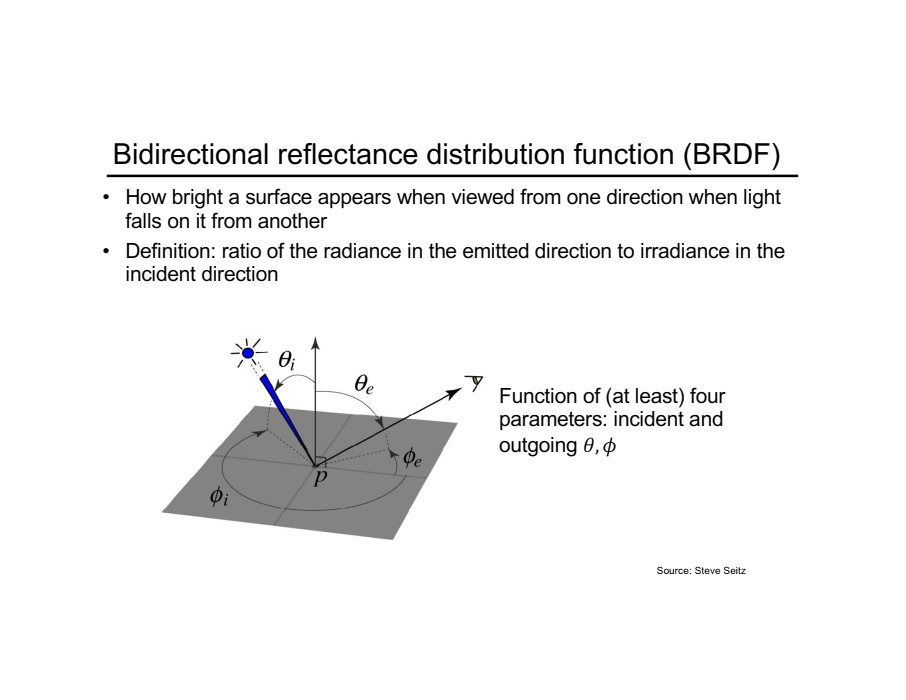 Bidirectional reflectance distribution function (BRDF)
• How bright a surface appears when viewed from one direction when light
falls on it from another
• Definition: ratio of the radiance in the emitted direction to irradiance in the
incident direction
θi
θe
Function of (at least) four
parameters: incident and
outgoing θ,ϕ
ϕe
p
ϕi
Source: Steve Seitz